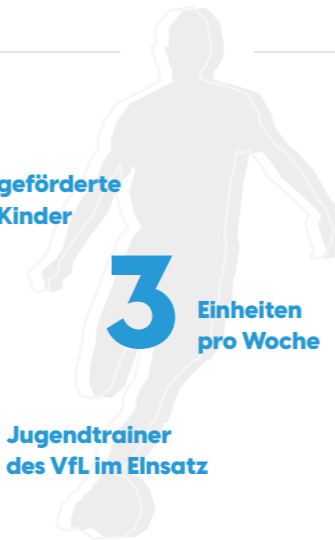 geförderte
Kinder
3
Einheiten
pro Woche
Jugendtrainer
des VfL im EInsatz